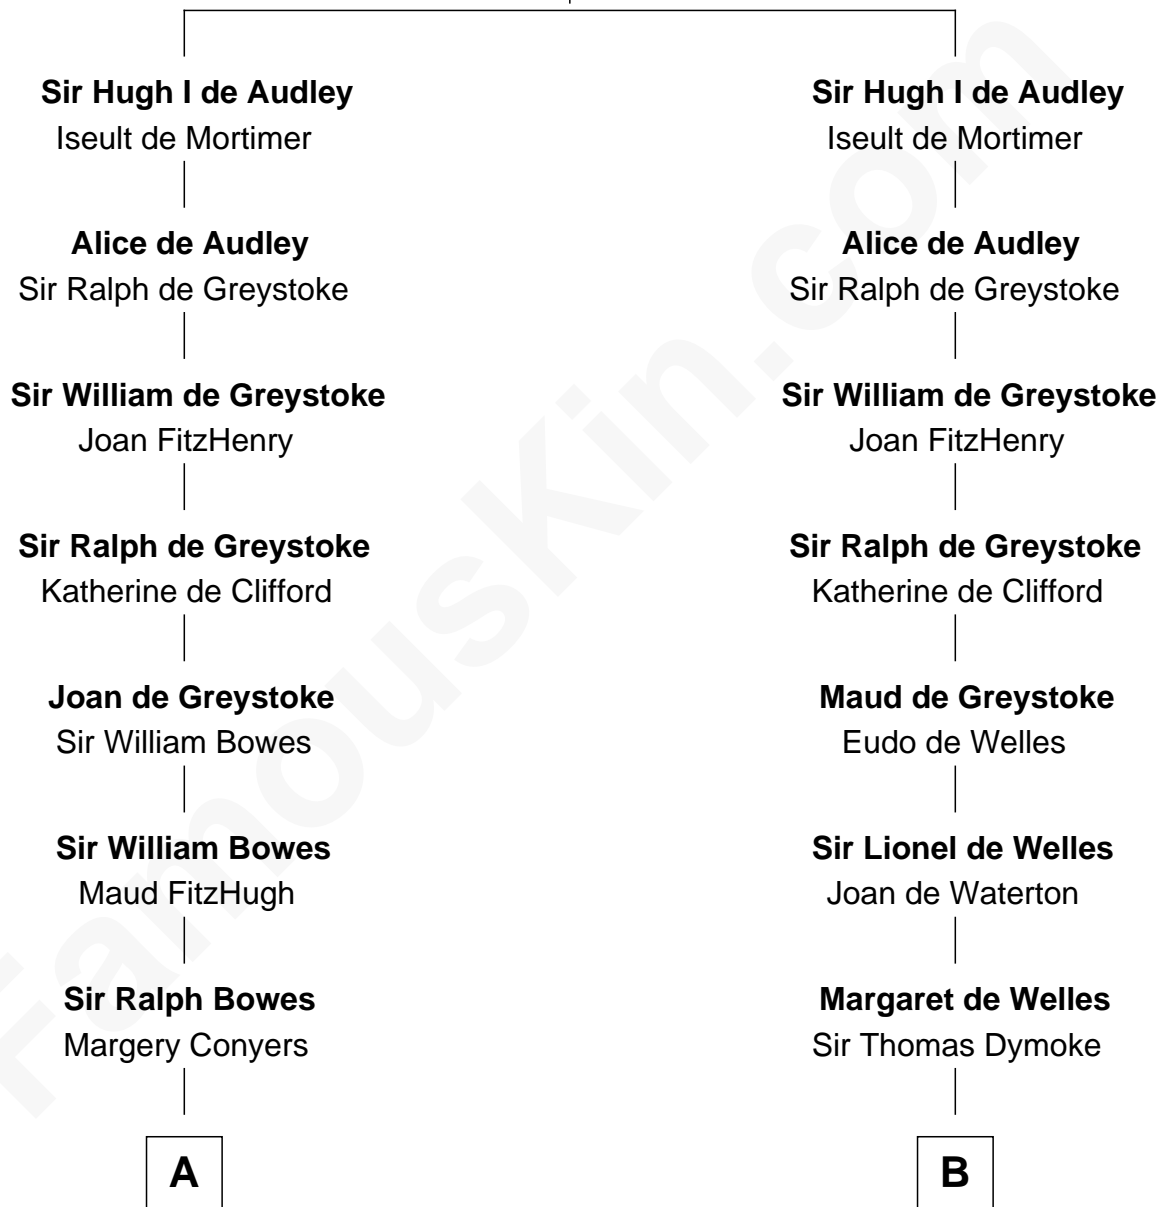 Sir Hugh I de Audley
Iseult de Mortimer
Alice de Audley
Sir Ralph de Greystoke
Sir William de Greystoke
Joan FitzHenry
Sir Ralph de Greystoke
Katherine de Clifford
Joan de Greystoke
Sir William Bowes
Sir William Bowes
Maud FitzHugh
Sir Ralph Bowes
Margery Conyers
A
Sir Hugh I de Audley
Iseult de Mortimer
Alice de Audley
Sir Ralph de Greystoke
Sir William de Greystoke
Joan FitzHenry
Sir Ralph de Greystoke
Katherine de Clifford
Maud de Greystoke
Eudo de Welles
Sir Lionel de Welles
Joan de Waterton
Margaret de Welles
Sir Thomas Dymoke
B
FamousKin.com